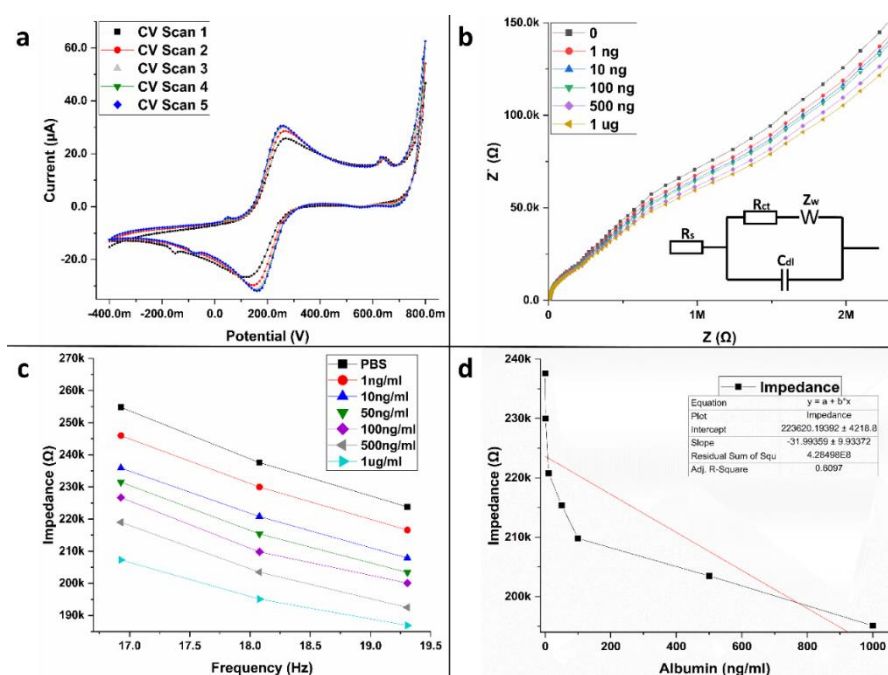 a
CV Scan 1
CV Scan 2
CV Scan 3
CV Scan 4
CV Scan 5
60.0
40.0
20.0
0.0
-20.0
Current (µA)
-400.0m -200.0m 0.0 200.0m 400.0m 600.0m 800.0m
Potential (V)
b
0
1 ng
10 ng
100 ng
500 ng
1 ug
150.0k
100.0k
50.0k
0.0
Z` (Ω)
Rs
Rct
Zw
Cdl
1M 2M
Z (Ω)
c
PBS
1ng/ml
10ng/ml
50ng/ml
100ng/ml
500ng/ml
1ug/ml
270k
260k
250k
240k
230k
220k
210k
200k
190k
Impedance (Ω)
17.0 17.5 18.0 18.5 19.0 19.5
Frequency (Hz)
d
Impedance
Equation y = a + b*x
Plot Impedance
Intercept 223620.19392 ± 4218.8
Slope -31.99359 ± 9.93372
Residual Sum of Squ 4.28498E8
Adj. R-Square 0.6097
240k
230k
220k
210k
200k
Impedance (Ω)
0 200 400 600 800 1000
Albumin (ng/ml)